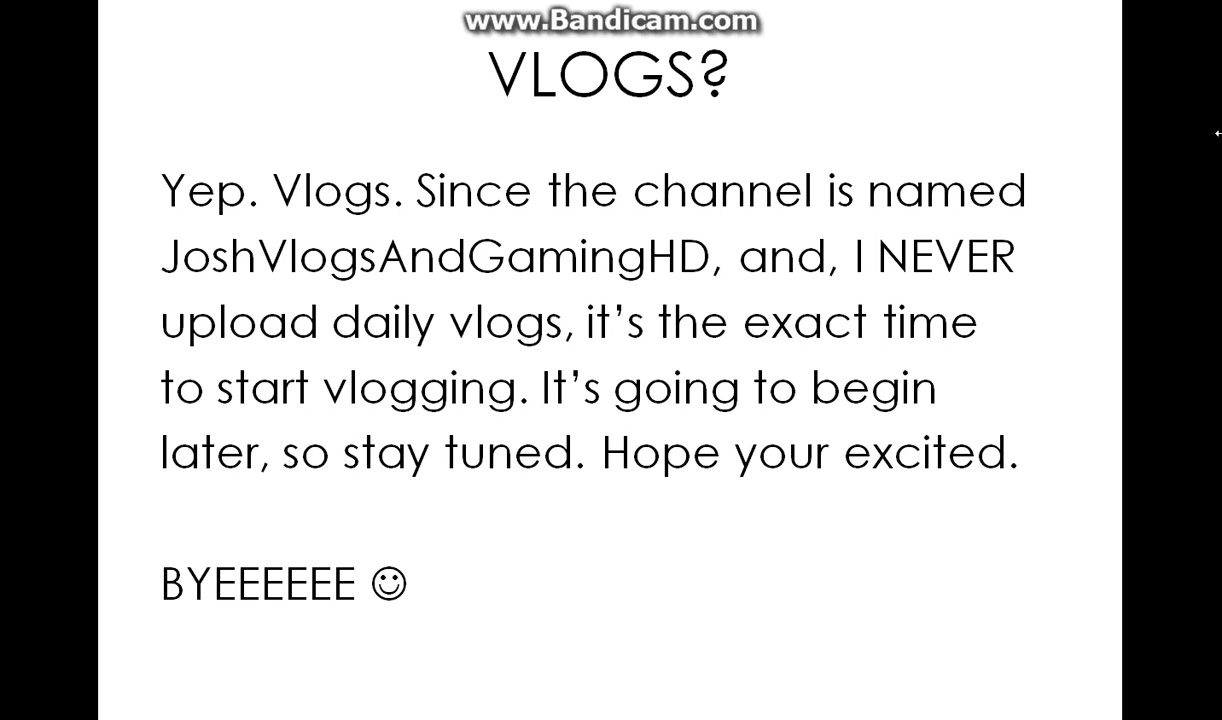 www.Bandicam.com
VLOGS?
Yep. Vlogs. Since the channel is named
JoshVlogsAndGamingHD, and, I NEVER
upload daily vlogs, it’s the exact time
to start vlogging. It’s going to begin
later, so stay tuned. Hope your excited.
BYEEEEEE ☺